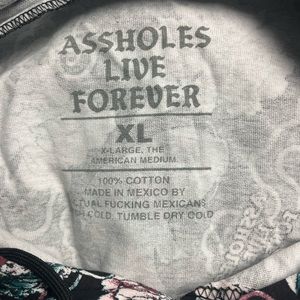 ASSHOLES
LIVE
FOREVER
XL
X-LARGE, THE
AMERICAN MEDIUM
100% COTTON
MADE IN MEXICO BY
FUCKING MEXICANS
COLD, TUMBLE DRY COLD